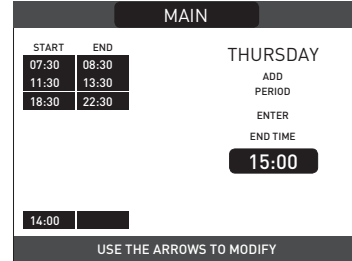 MAIN
START END
07:30 08:30
11:30 13:30
18:30 22:30
14:00
THURSDAY
ADD
PERIOD
ENTER
END TIME
15:00
USE THE ARROWS TO MODIFY